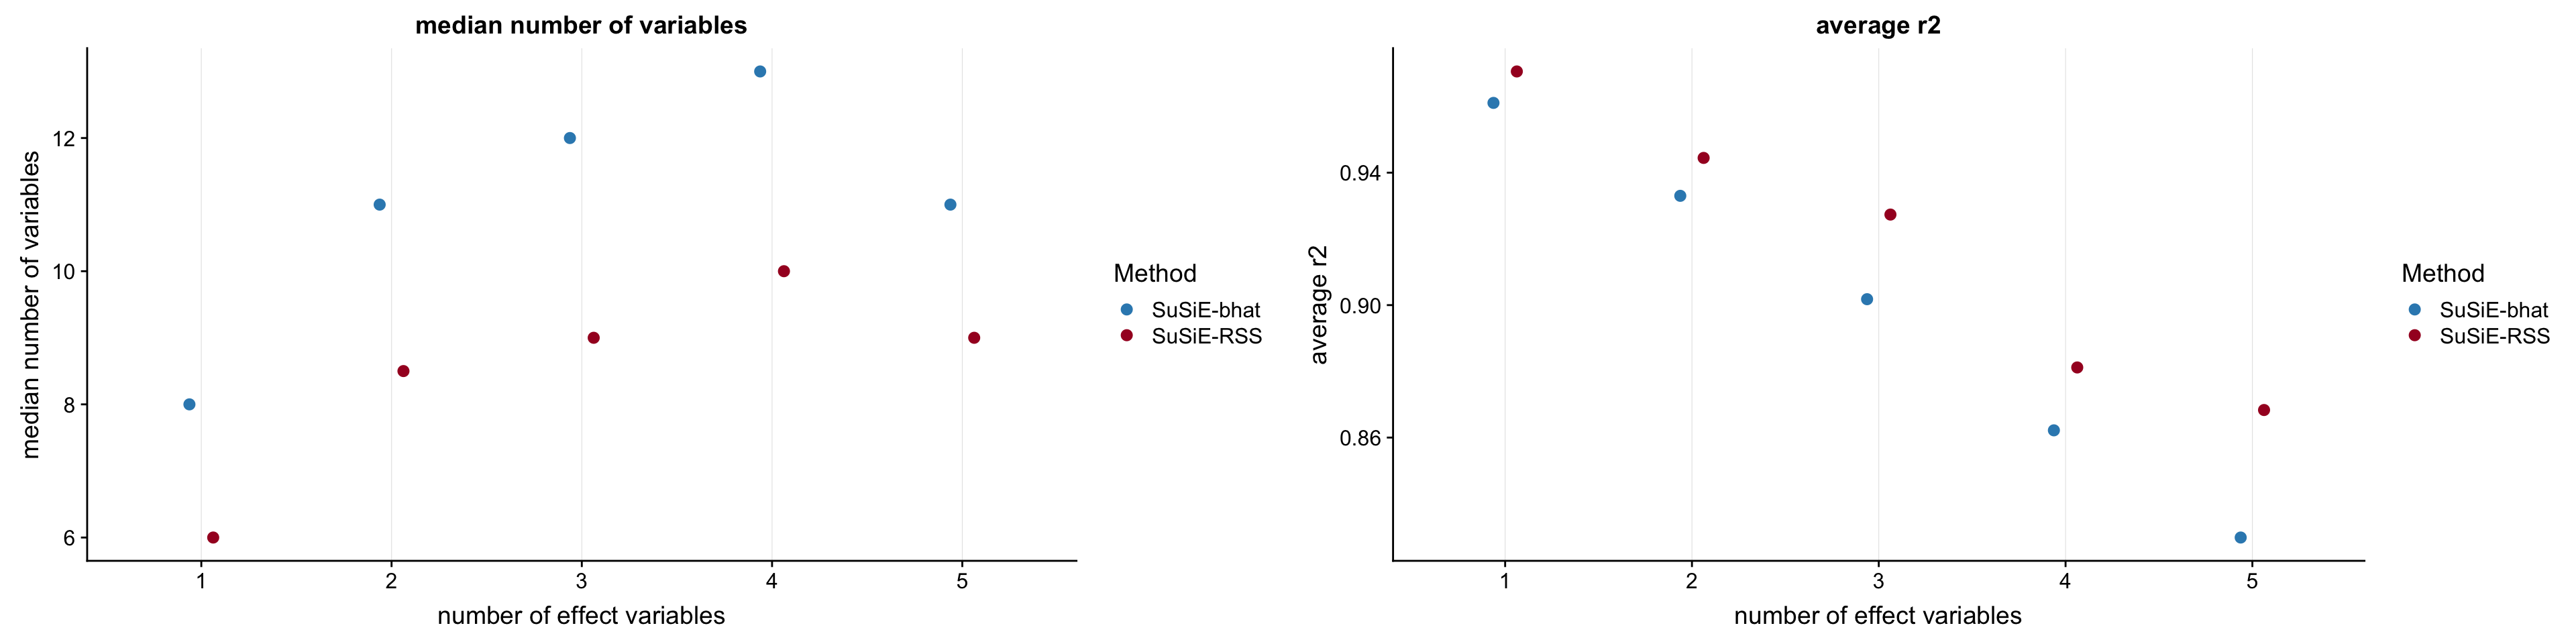 median number of variables
median number of variables
12
10
8
6
1 2 3 4 5
number of effect variables
Method
SuSiE-bhat
SuSiE-RSS
average r2
average r2
0.94
0.90
0.86
1 2 3 4 5
number of effect variables
Method
SuSiE-bhat
SuSiE-RSS